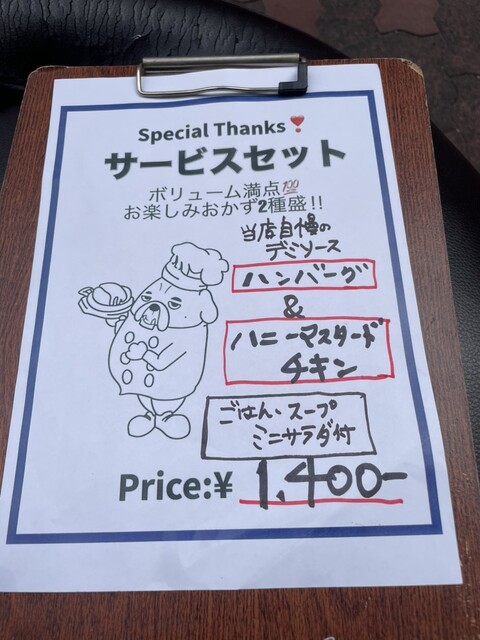 Special Thanks❣
サービスセット
ボリューム満点💯
お楽しみおかず2種盛!!
当店自慢の
デミソース
ハンバーグ
&
ハニーマスタード
チキン
ごはん、スープ
ミニサラダ付
Price:¥ 1.400-